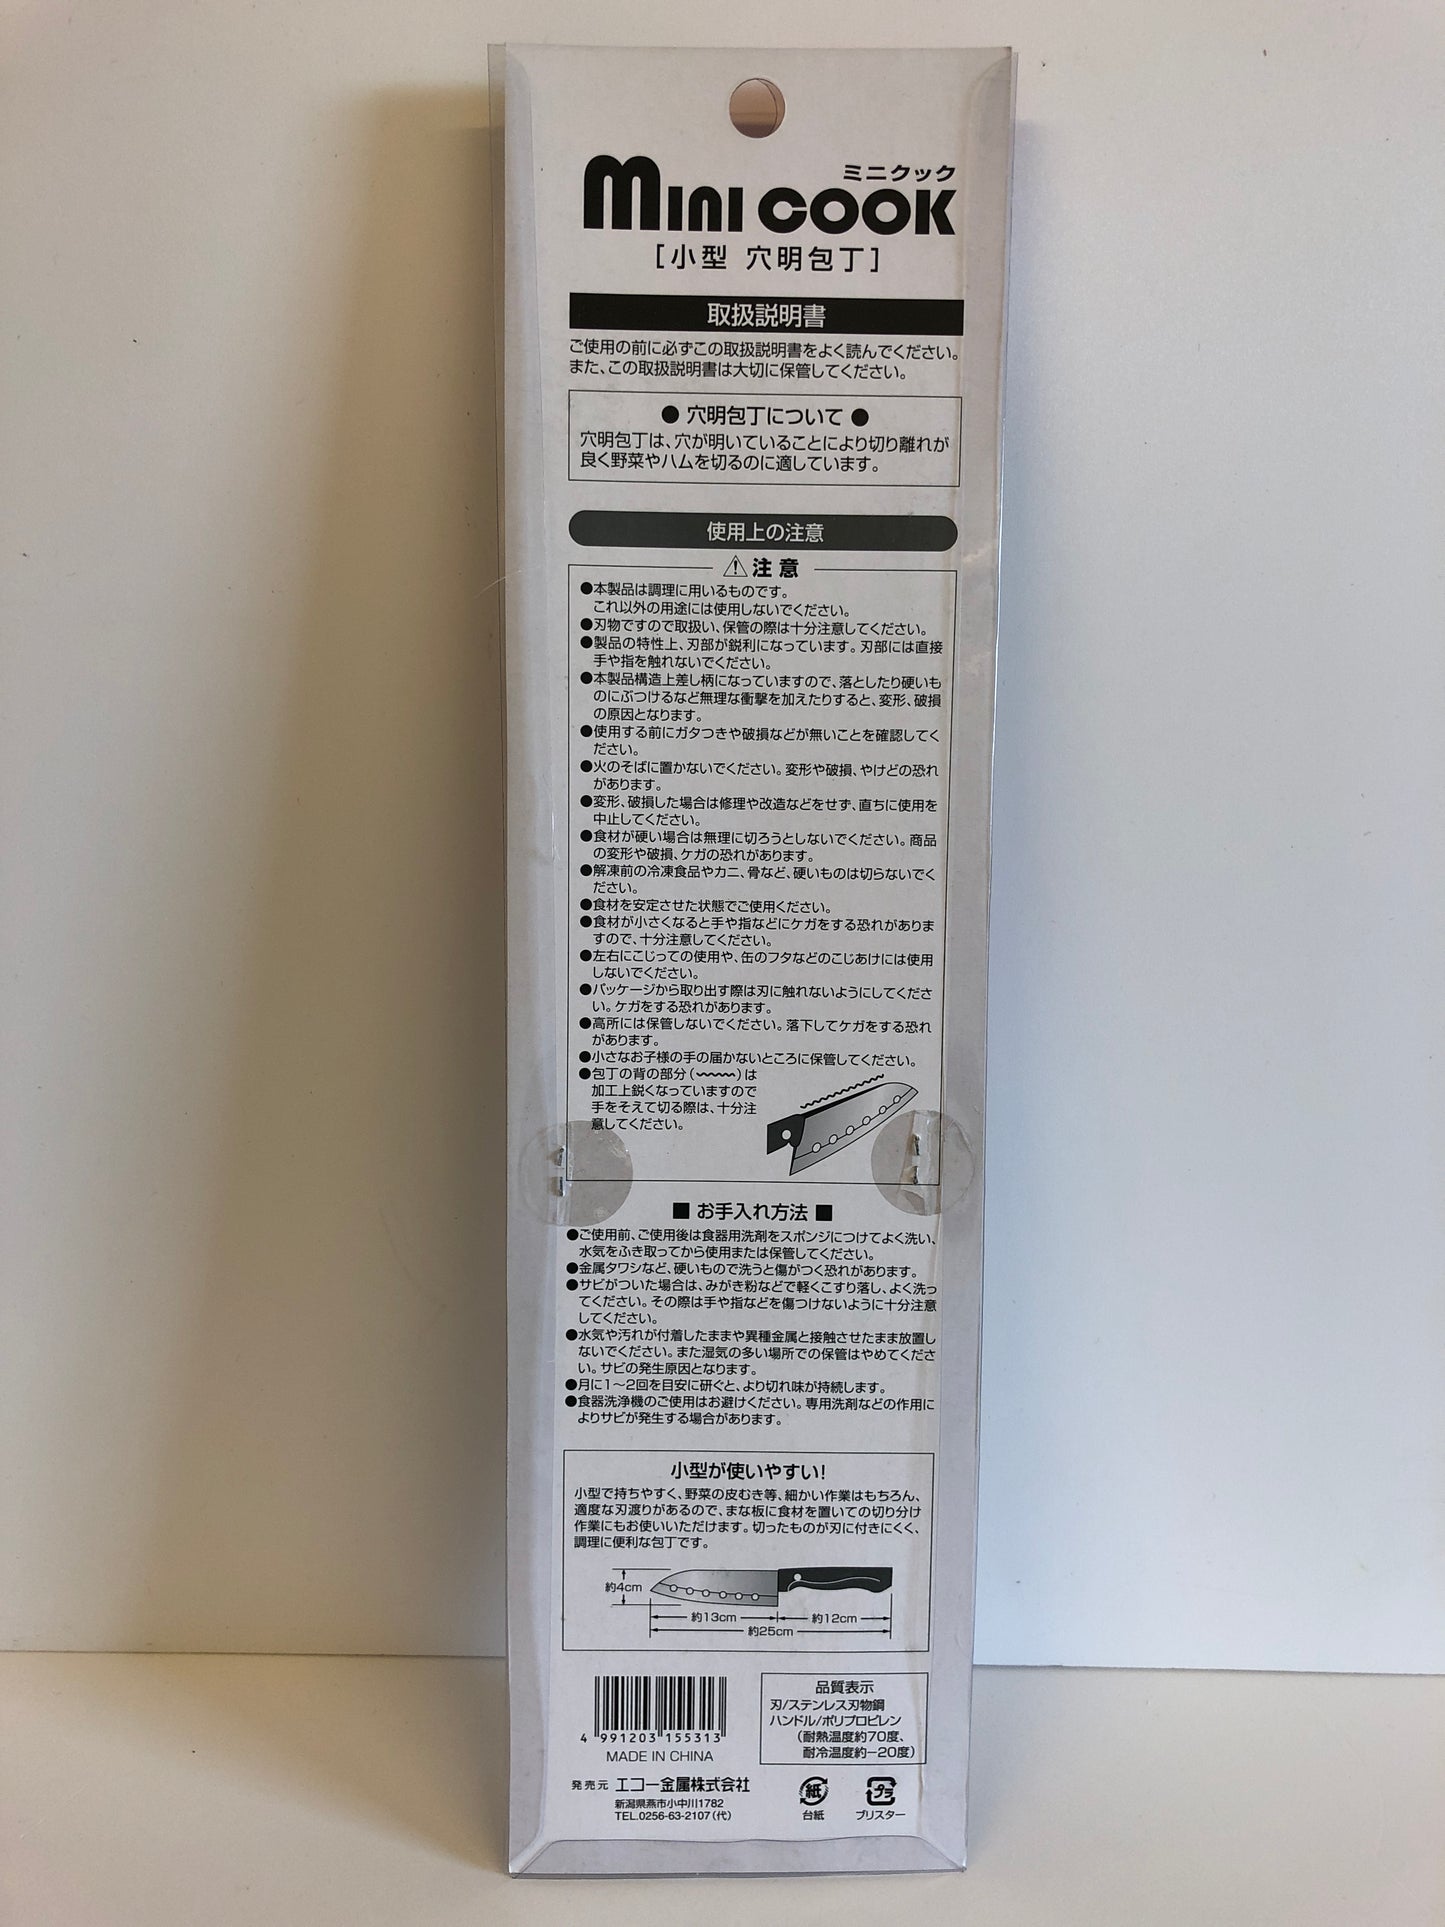 ミニクック
MINI COOK
[小型 穴明包丁]
取扱説明書
ご使用の前に必ずこの取扱説明書をよく読んでください。
また、この取扱説明書は大切に保管してください。
● 穴明包丁について ●
穴明包丁は、穴が明いていることにより切り離れが
良く野菜やハムを切るのに適しています。
使用上の注意
注意
●本製品は調理に用いるものです。
これ以外の用途には使用しないでください。
●刃物ですので取扱い、保管の際は十分注意してください。
●製品の特性上、刃部が鋭利になっています。刃部には直接
手や指を触れないでください。
●本製品構造上差し柄になっていますので、落としたり硬いも
のにぶつけるなど無理な衝撃を加えたりすると、変形、破損
の原因となります。
●使用する前にガタつきや破損などが無いことを確認してく
ださい。
●火のそばに置かないでください。変形や破損、やけどの恐れ
があります。
●変形、破損した場合は修理や改造などをせず、直ちに使用を
中止してください。
●食材が硬い場合は無理に切ろうとしないでください。商品
の変形や破損、ケガの恐れがあります。
●解凍前の冷凍食品やカニ、骨など、硬いものは切らないでく
ださい。
●食材を安定させた状態でご使用ください。
●食材が小さくなると手や指などにケガをする恐れがありま
すので、十分注意してください。
●左右にこじっての使用や、缶のフタなどのこじあけには使用
しないでください。
●パッケージから取り出す際は刃に触れないようにしてくださ
い。ケガをする恐れがあります。
●高所には保管しないでください。落下してケガをする恐れ
があります。
●小さなお子様の手の届かないところに保管してください。
●包丁の背の部分(〜〜〜)は
加工上鋭くなっていますので
手をそえて切る際は、十分注
意してください。
■ お手入れ方法 ■
●ご使用前、ご使用後は食器用洗剤をスポンジにつけてよく洗い、
水気をふき取ってから使用または保管してください。
●金属タワシなど、硬いもので洗うと傷がつく恐れがあります。
●サビがついた場合は、みがき粉などで軽くこすり落し、よく洗っ
てください。その際は手や指などを傷つけないように十分注意
してください。
●水気や汚れが付着したままや異種金属と接触させたまま放置し
ないでください。また湿気の多い場所での保管はやめてくださ
い。サビの発生原因となります。
●月に1〜2回を目安に研ぐと、より切れ味が持続します。
●食器洗浄機のご使用はお避けください。専用洗剤などの作用に
よりサビが発生する場合があります。
小型が使いやすい!
小型で持ちやすく、野菜の皮むき等、細かい作業はもちろん、
適度な刃渡りがあるので、まな板に食材を置いての切り分け
作業にもお使いいただけます。切ったものが刃に付きにくく、
調理に便利な包丁です。
約4cm
約13cm 約12cm
約25cm
4 991203 155313
MADE IN CHINA
品質表示
刃/ステンレス刃物鋼
ハンドル/ポリプロピレン
(耐熱温度約70度、
耐冷温度約−20度)
発売元 エコー金属株式会社
新潟県燕市小中川1782
TEL.0256-63-2107(代)
紙
台紙
プラ
ブリスター